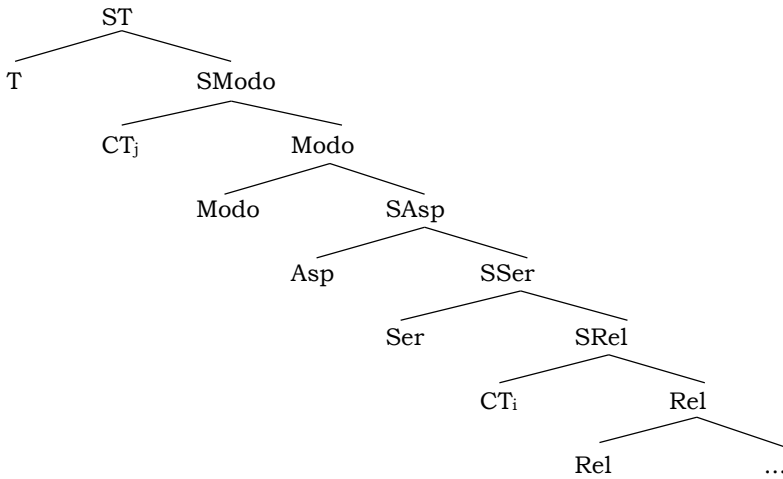 ST
T SModo
CTj Modo
Modo SAsp
Asp SSer
Ser SRel
CTi Rel
Rel ...